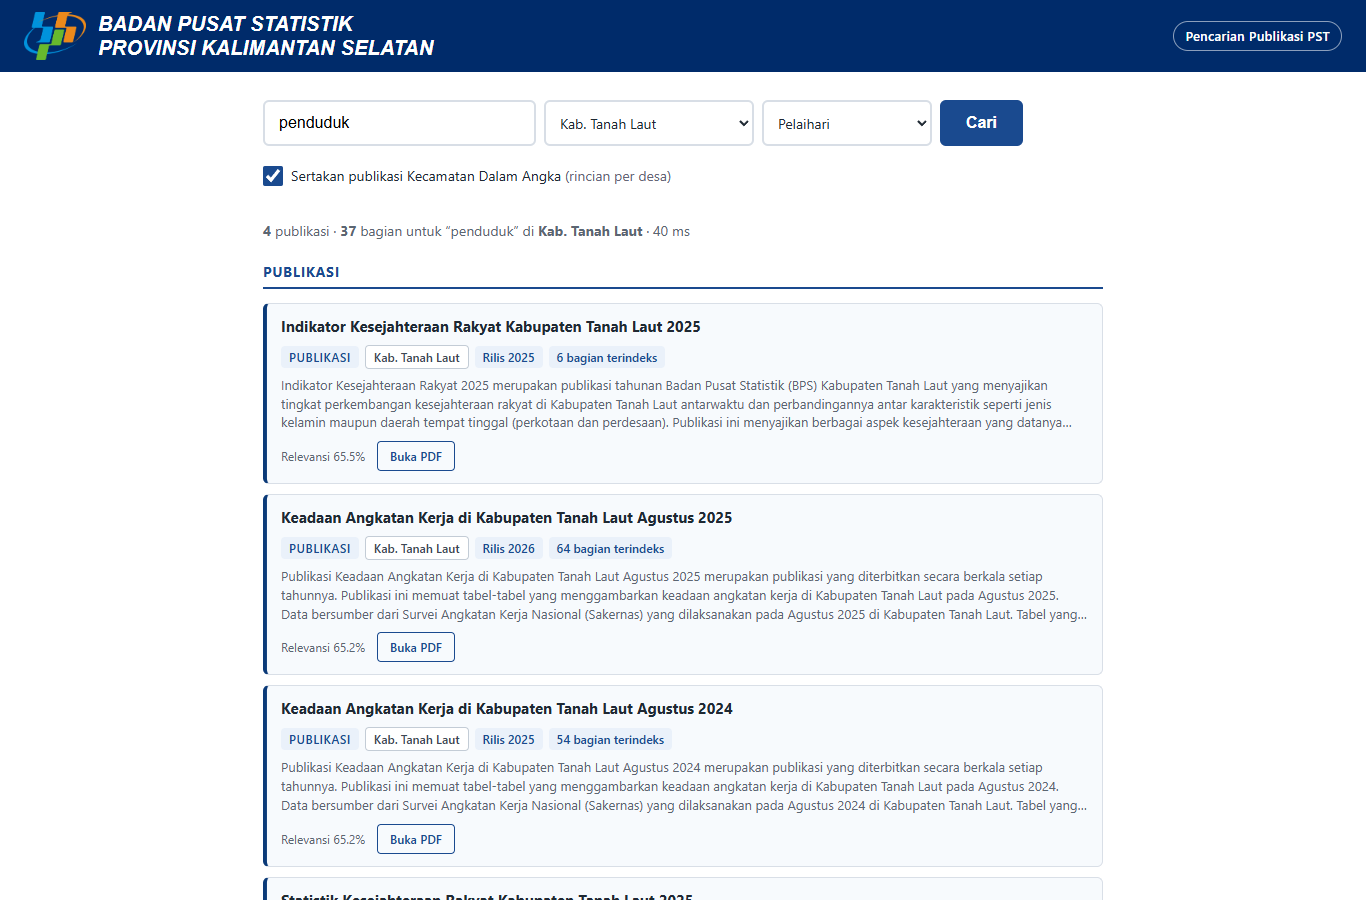 BADAN PUSAT STATISTIK
PROVINSI KALIMANTAN SELATAN
Pencarian Publikasi PST
penduduk
Kab. Tanah Laut
Pelaihari
Cari
Sertakan publikasi Kecamatan Dalam Angka (rincian per desa)
4 publikasi · 37 bagian untuk “penduduk” di Kab. Tanah Laut · 40 ms
PUBLIKASI
Indikator Kesejahteraan Rakyat Kabupaten Tanah Laut 2025
PUBLIKASI Kab. Tanah Laut Rilis 2025 6 bagian terindeks
Indikator Kesejahteraan Rakyat 2025 merupakan publikasi tahunan Badan Pusat Statistik (BPS) Kabupaten Tanah Laut yang menyajikan
tingkat perkembangan kesejahteraan rakyat di Kabupaten Tanah Laut antarwaktu dan perbandingannya antar karakteristik seperti jenis
kelamin maupun daerah tempat tinggal (perkotaan dan perdesaan). Publikasi ini menyajikan berbagai aspek kesejahteraan yang datanya...
Relevansi 65.5% Buka PDF
Keadaan Angkatan Kerja di Kabupaten Tanah Laut Agustus 2025
PUBLIKASI Kab. Tanah Laut Rilis 2026 64 bagian terindeks
Publikasi Keadaan Angkatan Kerja di Kabupaten Tanah Laut Agustus 2025 merupakan publikasi yang diterbitkan secara berkala setiap
tahunnya. Publikasi ini memuat tabel-tabel yang menggambarkan keadaan angkatan kerja di Kabupaten Tanah Laut pada Agustus 2025.
Data bersumber dari Survei Angkatan Kerja Nasional (Sakernas) yang dilaksanakan pada Agustus 2025 di Kabupaten Tanah Laut. Tabel yang...
Relevansi 65.2% Buka PDF
Keadaan Angkatan Kerja di Kabupaten Tanah Laut Agustus 2024
PUBLIKASI Kab. Tanah Laut Rilis 2025 54 bagian terindeks
Publikasi Keadaan Angkatan Kerja di Kabupaten Tanah Laut Agustus 2024 merupakan publikasi yang diterbitkan secara berkala setiap
tahunnya. Publikasi ini memuat tabel-tabel yang menggambarkan keadaan angkatan kerja di Kabupaten Tanah Laut pada Agustus 2024.
Data bersumber dari Survei Angkatan Kerja Nasional (Sakernas) yang dilaksanakan pada Agustus 2024 di Kabupaten Tanah Laut. Tabel yang...
Relevansi 65.2% Buka PDF
Statistik Kesejahteraan Rakyat Kabupaten Tanah Laut 2025